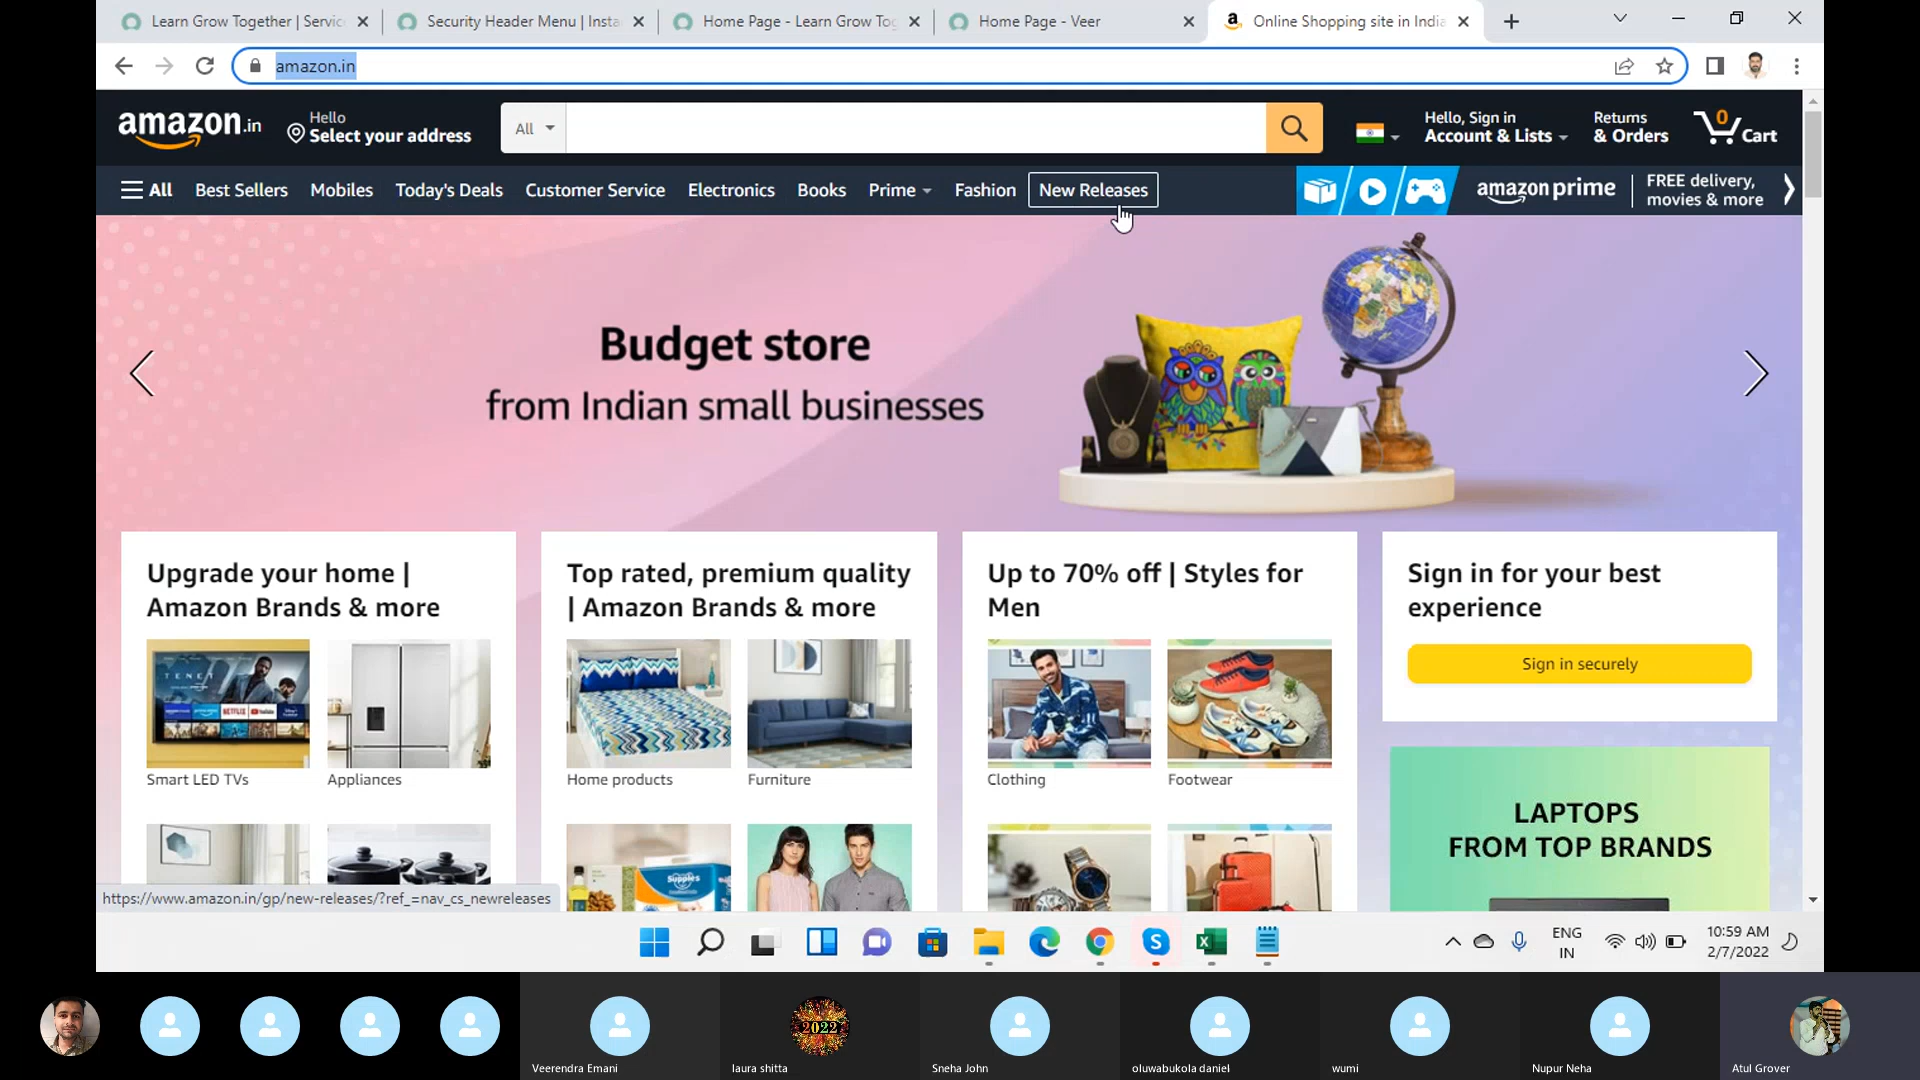 Learn Grow Together | Servic
Security Header Menu | Insta
Home Page - Learn Grow Tog
Home Page - Veer
Online Shopping site in India
amazon.in
amazon.in
Hello
Select your address
All
Hello, Sign in
Account & Lists
Returns
& Orders
0
Cart
All
Best Sellers
Mobiles
Today's Deals
Customer Service
Electronics
Books
Prime
Fashion
New Releases
amazon prime
FREE delivery,
movies & more
Budget store
from Indian small businesses
Upgrade your home |
Amazon Brands & more
TENET
NETFLIX
Smart LED TVs
Appliances
Top rated, premium quality
| Amazon Brands & more
Home products
Furniture
Supples
Up to 70% off | Styles for
Men
Clothing
Footwear
Sign in for your best
experience
Sign in securely
LAPTOPS
FROM TOP BRANDS
https://www.amazon.in/gp/new-releases/?ref_=nav_cs_newreleases
ENG
IN
10:59 AM
2/7/2022
2022
Veerendra Emani
laura shitta
Sneha John
oluwabukola daniel
wumi
Nupur Neha
Atul Grover